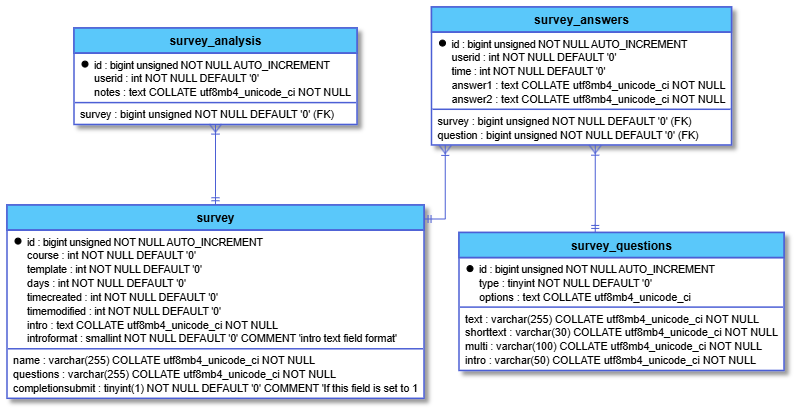 survey_analysis
id : bigint unsigned NOT NULL AUTO_INCREMENT
userid : int NOT NULL DEFAULT '0'
notes : text COLLATE utf8mb4_unicode_ci NOT NULL
survey : bigint unsigned NOT NULL DEFAULT '0' (FK)
survey_answers
id : bigint unsigned NOT NULL AUTO_INCREMENT
userid : int NOT NULL DEFAULT '0'
time : int NOT NULL DEFAULT '0'
answer1 : text COLLATE utf8mb4_unicode_ci NOT NULL
answer2 : text COLLATE utf8mb4_unicode_ci NOT NULL
survey : bigint unsigned NOT NULL DEFAULT '0' (FK)
question : bigint unsigned NOT NULL DEFAULT '0' (FK)
survey
id : bigint unsigned NOT NULL AUTO_INCREMENT
course : int NOT NULL DEFAULT '0'
template : int NOT NULL DEFAULT '0'
days : int NOT NULL DEFAULT '0'
timecreated : int NOT NULL DEFAULT '0'
timemodified : int NOT NULL DEFAULT '0'
intro : text COLLATE utf8mb4_unicode_ci NOT NULL
introformat : smallint NOT NULL DEFAULT '0' COMMENT 'intro text field format'
name : varchar(255) COLLATE utf8mb4_unicode_ci NOT NULL
questions : varchar(255) COLLATE utf8mb4_unicode_ci NOT NULL
completionsubmit : tinyint(1) NOT NULL DEFAULT '0' COMMENT 'If this field is set to 1
survey_questions
id : bigint unsigned NOT NULL AUTO_INCREMENT
type : tinyint NOT NULL DEFAULT '0'
options : text COLLATE utf8mb4_unicode_ci
text : varchar(255) COLLATE utf8mb4_unicode_ci NOT NULL
shorttext : varchar(30) COLLATE utf8mb4_unicode_ci NOT NULL
multi : varchar(100) COLLATE utf8mb4_unicode_ci NOT NULL
intro : varchar(50) COLLATE utf8mb4_unicode_ci NOT NULL